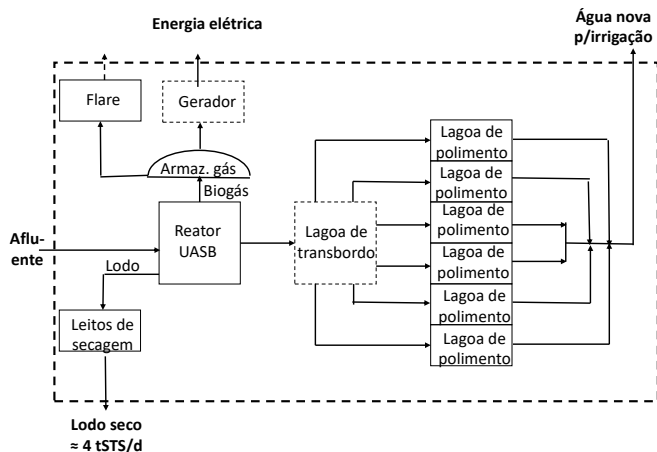 Energia elétrica
Água nova
p/irrigação
Flare
Gerador
Armaz. gás
Biogás
Aflu-
ente
Reator
UASB
Lodo
Leitos de
secagem
Lodo seco
≈ 4 tSTS/d
Lagoa de
transbordo
Lagoa de
polimento
Lagoa de
polimento
Lagoa de
polimento
Lagoa de
polimento
Lagoa de
polimento
Lagoa de
polimento